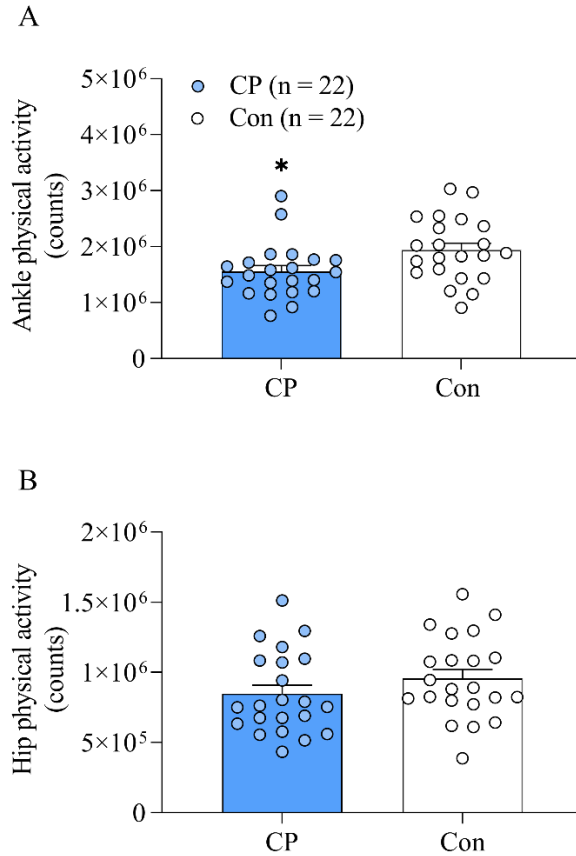 A
Ankle physical activity
(counts)
5×10⁶
4×10⁶
3×10⁶
2×10⁶
1×10⁶
0
CP (n = 22)
Con (n = 22)
*
CP
Con
B
Hip physical activity
(counts)
2×10⁶
1.5×10⁶
1×10⁶
5×10⁵
0
CP
Con